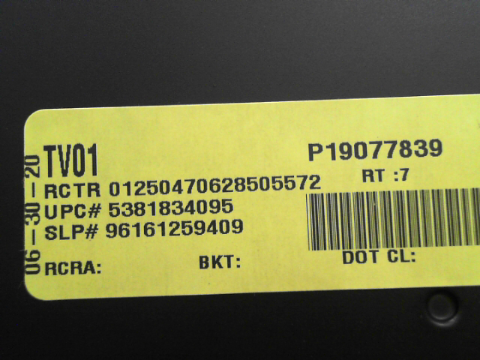 06-30-20
TV01
P19077839
RCTR 01250470628505572
RT :7
UPC# 5381834095
SLP# 96161259409
RCRA:
BKT:
DOT CL: